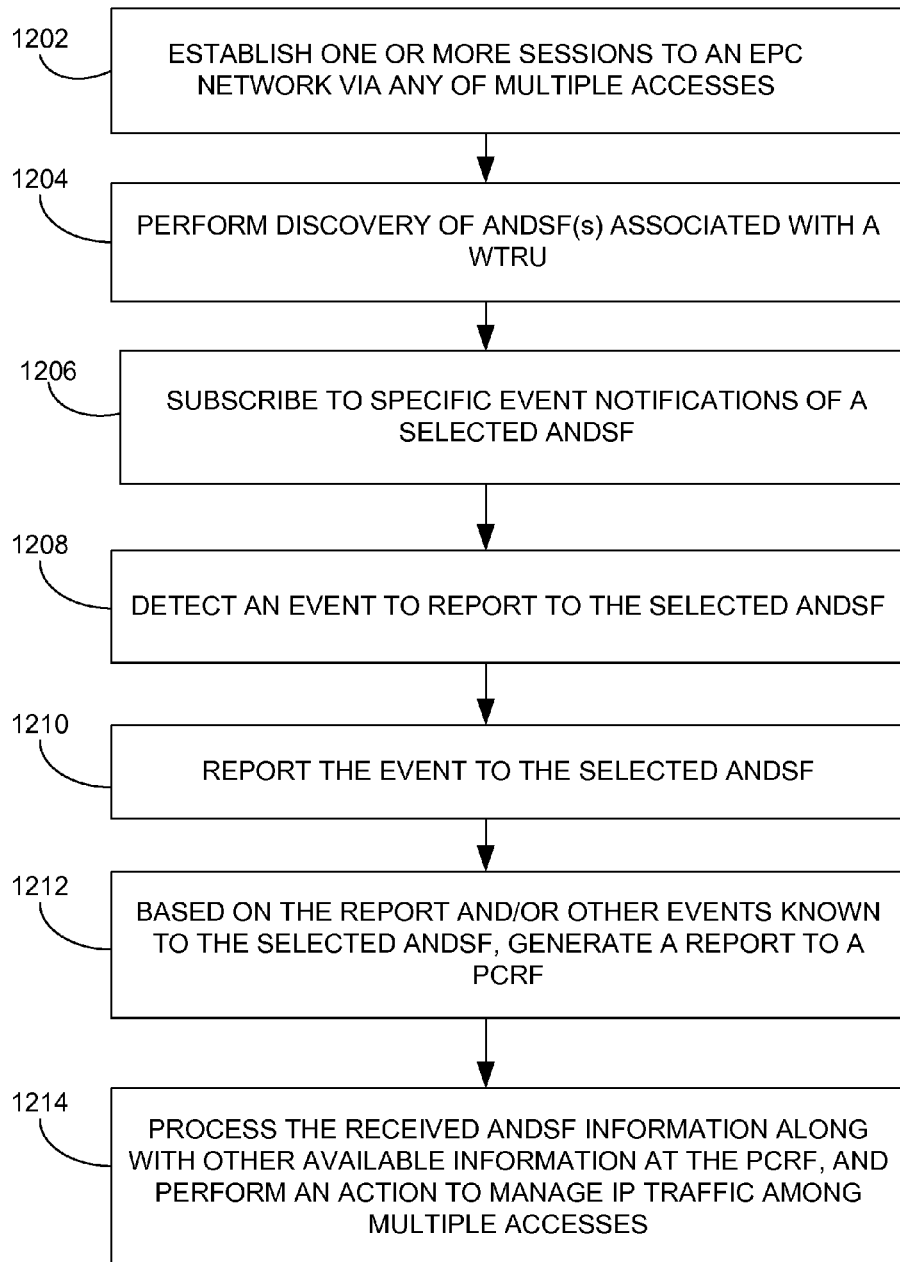 1202
ESTABLISH ONE OR MORE SESSIONS TO AN EPC
NETWORK VIA ANY OF MULTIPLE ACCESSES
1204
PERFORM DISCOVERY OF ANDSF(s) ASSOCIATED WITH A
WTRU
1206
SUBSCRIBE TO SPECIFIC EVENT NOTIFICATIONS OF A
SELECTED ANDSF
1208
DETECT AN EVENT TO REPORT TO THE SELECTED ANDSF
1210
REPORT THE EVENT TO THE SELECTED ANDSF
1212
BASED ON THE REPORT AND/OR OTHER EVENTS KNOWN
TO THE SELECTED ANDSF, GENERATE A REPORT TO A
PCRF
1214
PROCESS THE RECEIVED ANDSF INFORMATION ALONG
WITH OTHER AVAILABLE INFORMATION AT THE PCRF, AND
PERFORM AN ACTION TO MANAGE IP TRAFFIC AMONG
MULTIPLE ACCESSES